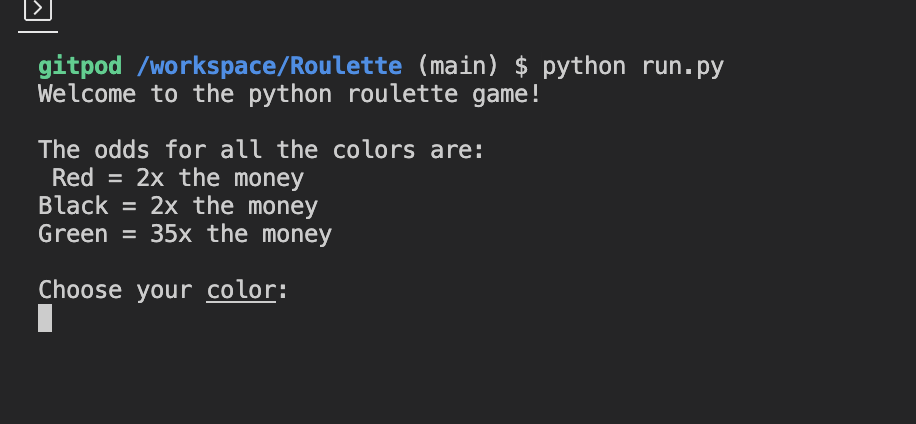 gitpod /workspace/Roulette (main) $ python run.py
Welcome to the python roulette game!
The odds for all the colors are:
Red = 2x the money
Black = 2x the money
Green = 35x the money
Choose your color: